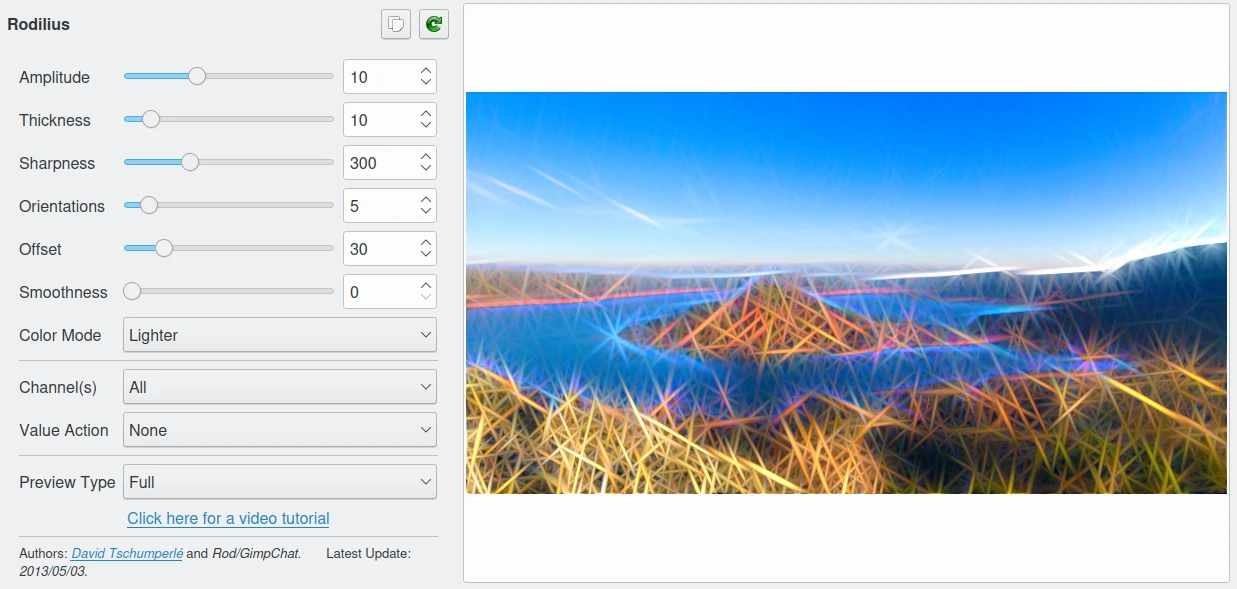 Rodilius
Amplitude 10
Thickness 10
Sharpness 300
Orientations 5
Offset 30
Smoothness 0
Color Mode Lighter
Channel(s) All
Value Action None
Preview Type Full
Click here for a video tutorial
Authors: David Tschumperlé and Rod/GimpChat. Latest Update:
2013/05/03.